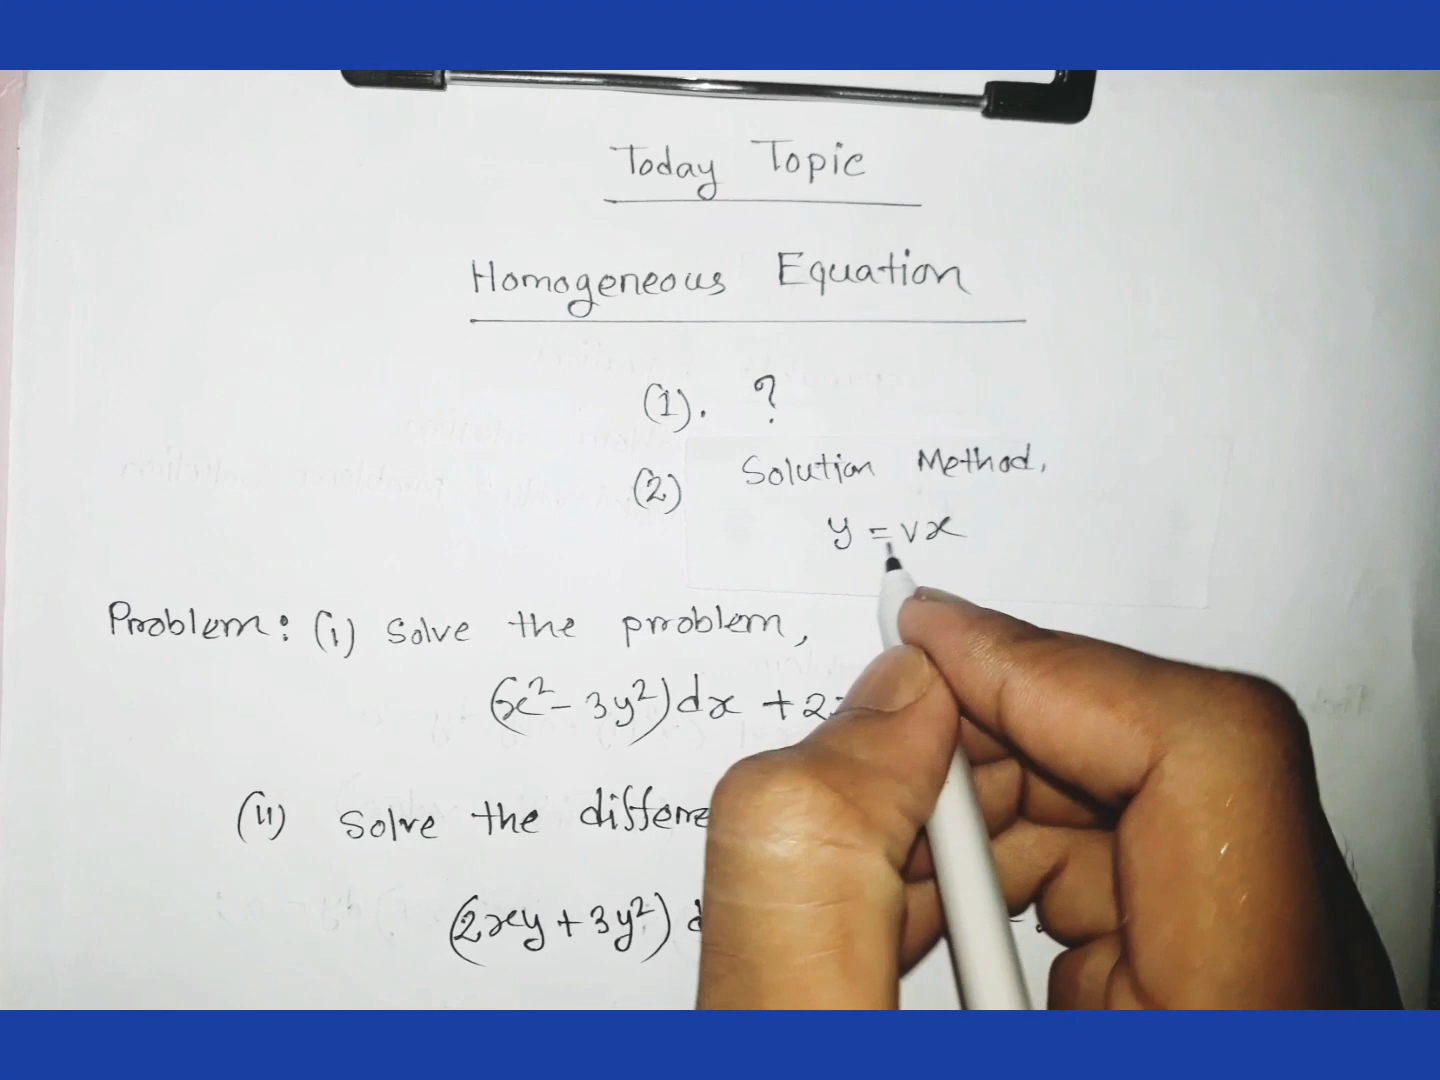 Today Topic
Homogeneous Equation
(1). ?
(2) Solution Method,
y = vx
Problem: (i) Solve the problem,
(x² - 3y²)dx + 2
(ii) Solve the
(2xy + 3y²)